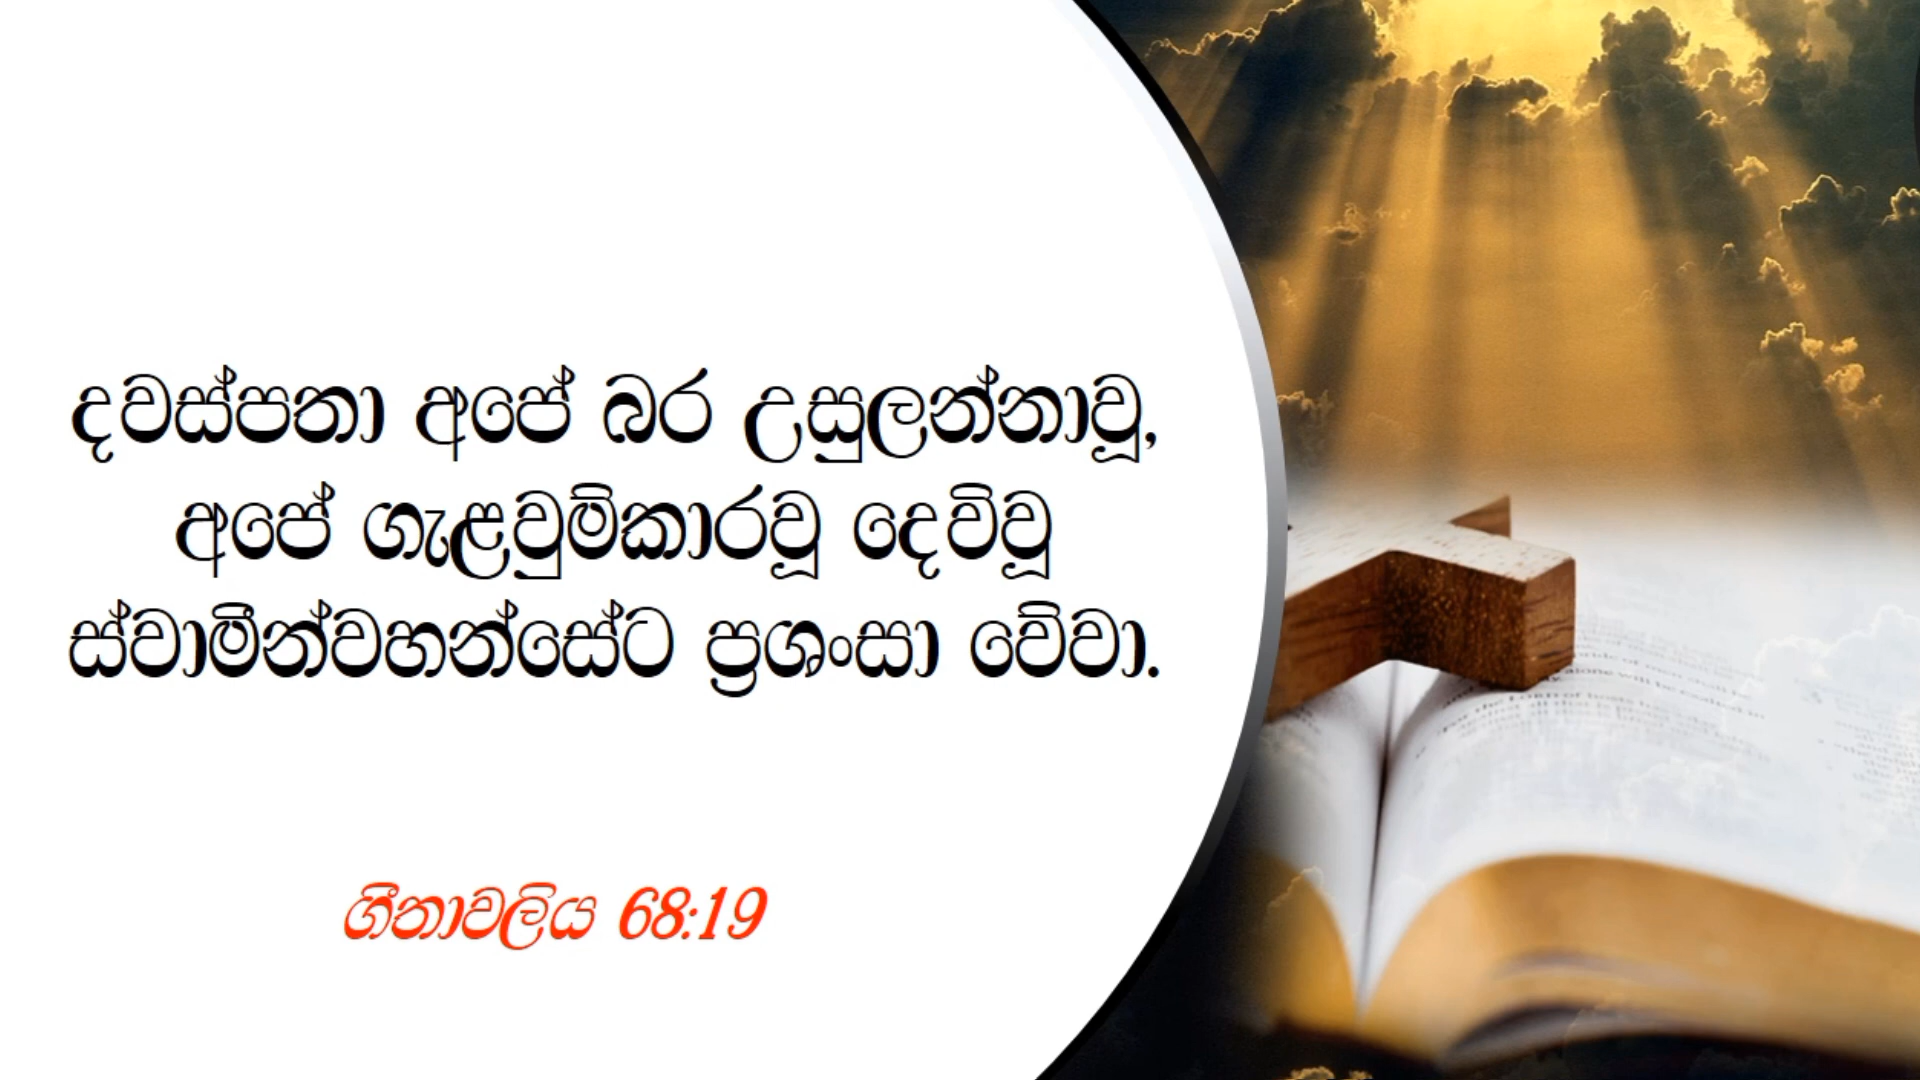 දවස්පතා අපේ බර උසුලන්නාවූ,
අපේ ගැළවුම්කාරවූ දෙවිවූ
ස්වාමීන්වහන්සේට ප්‍රශංසා වේවා.
ගීතාවලිය 68:19